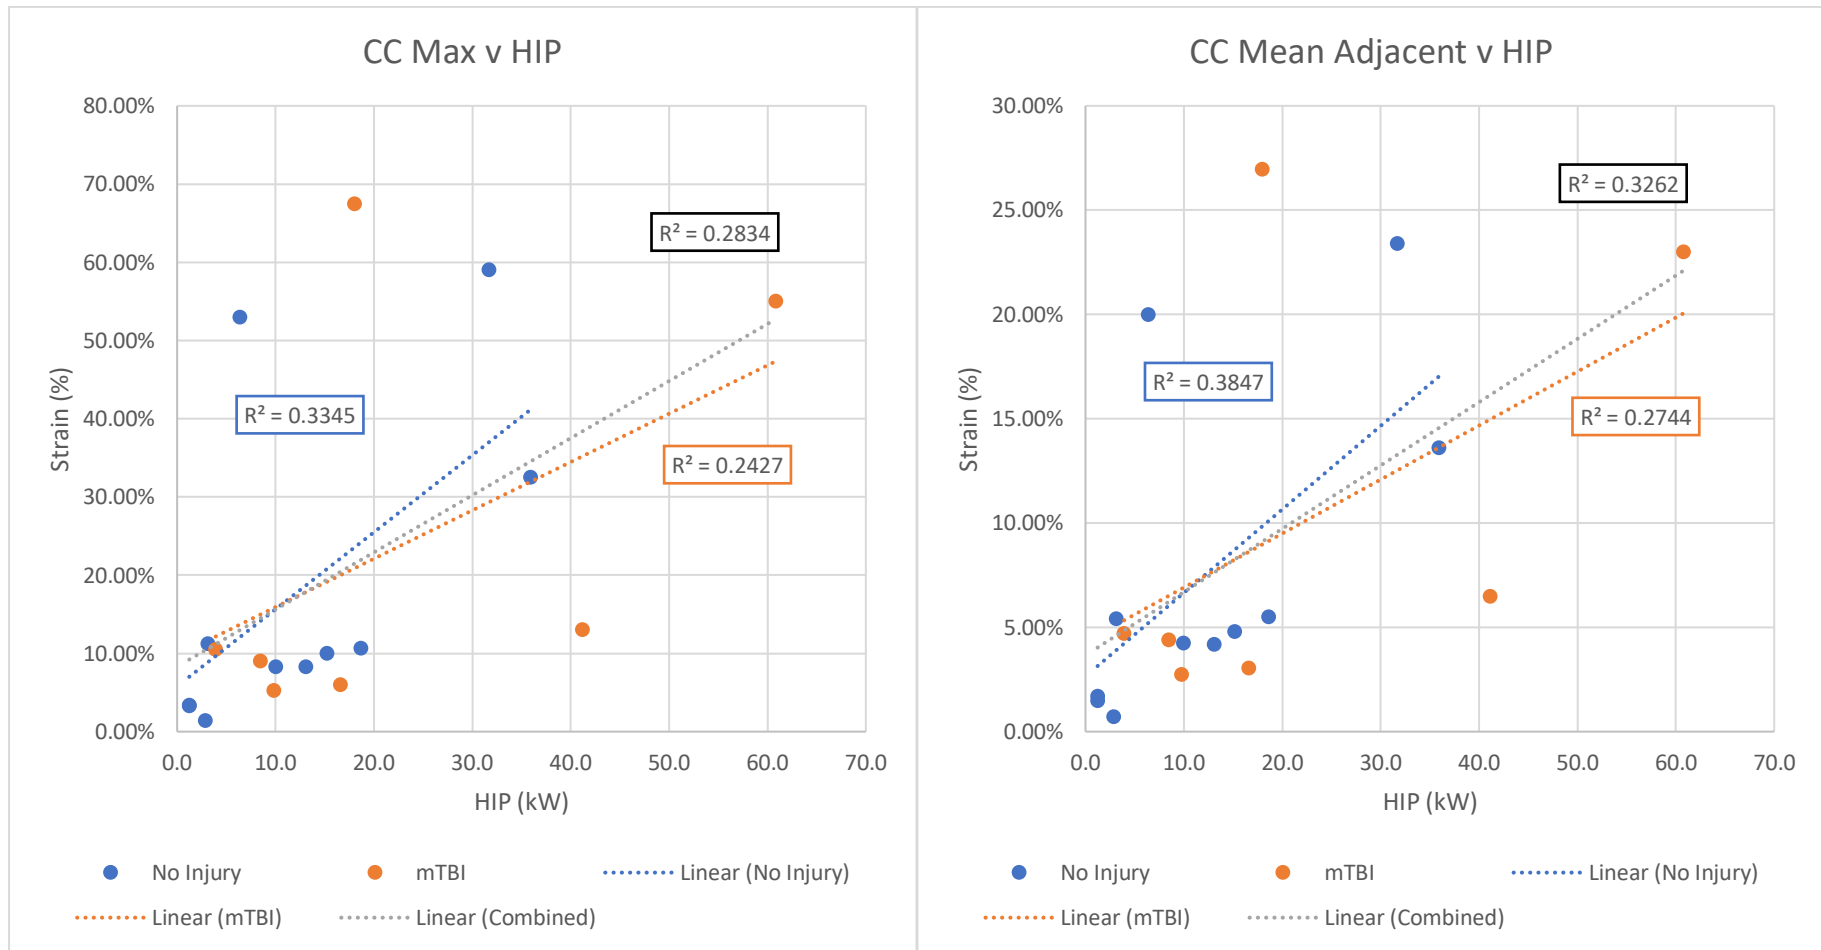 CC Max v HIP
80.00%
70.00%
60.00%
50.00%
40.00%
30.00%
20.00%
10.00%
0.00%
Strain (%)
R² = 0.2834
R² = 0.3345
R² = 0.2427
0.0 10.0 20.0 30.0 40.0 50.0 60.0 70.0
HIP (kW)
No Injury mTBI Linear (No Injury)
Linear (mTBI) Linear (Combined)
CC Mean Adjacent v HIP
30.00%
25.00%
20.00%
15.00%
10.00%
5.00%
0.00%
Strain (%)
R² = 0.3262
R² = 0.3847
R² = 0.2744
0.0 10.0 20.0 30.0 40.0 50.0 60.0 70.0
HIP (kW)
No Injury mTBI Linear (No Injury)
Linear (mTBI) Linear (Combined)